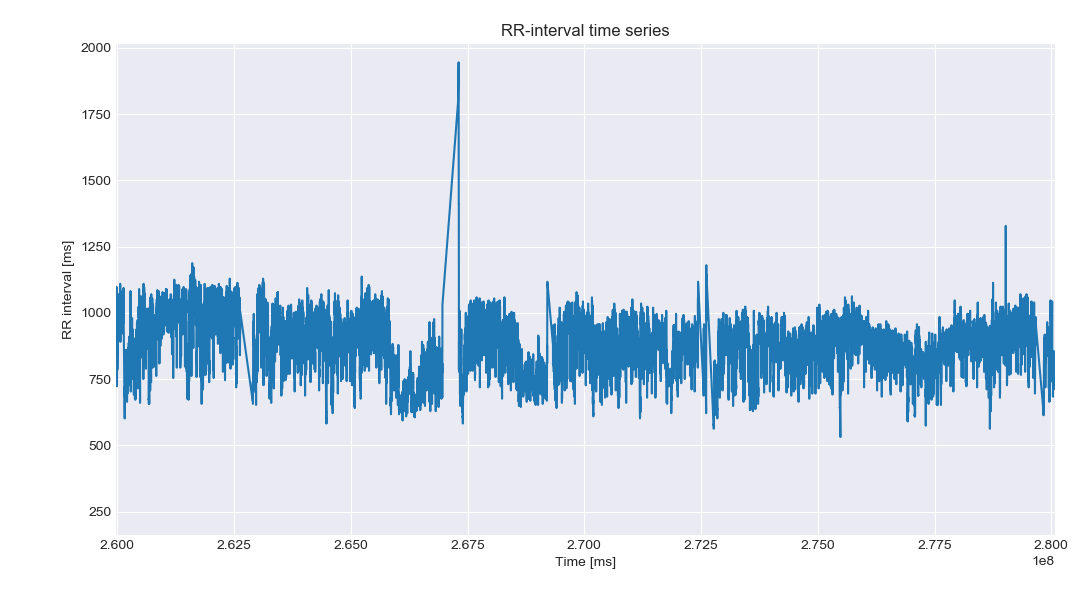 RR-interval time series
2000
1750
1500
1250
1000
750
500
250
RR interval [ms]
2.600 2.625 2.650 2.675 2.700 2.725 2.750 2.775 2.800
1e8
Time [ms]